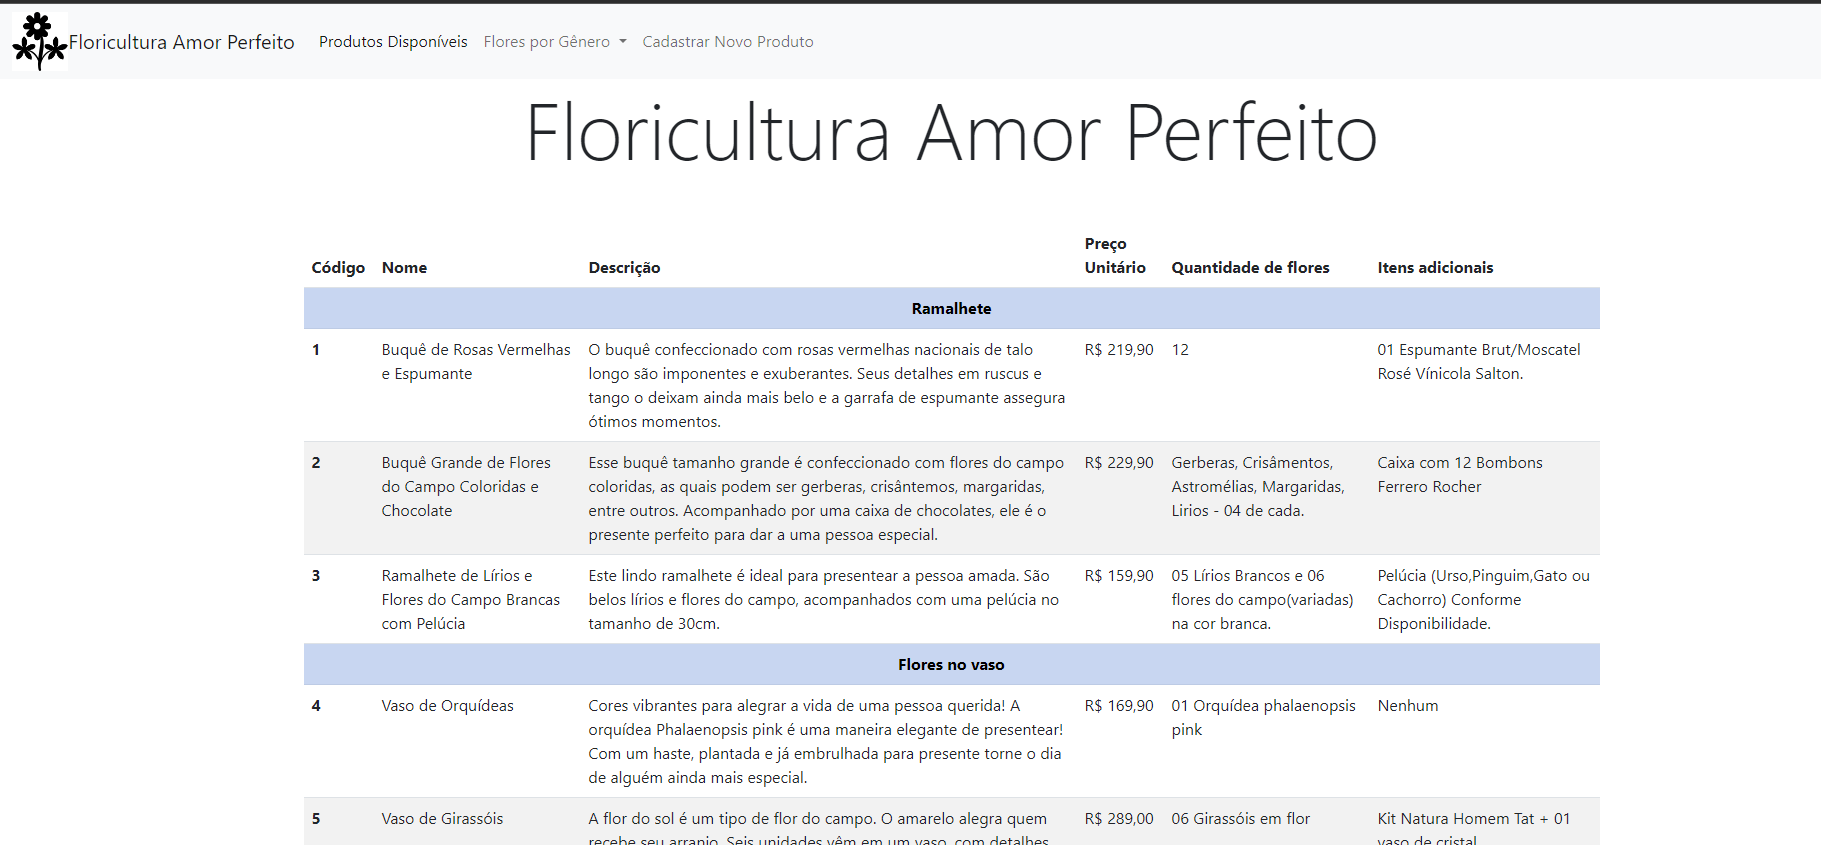 Floricultura Amor Perfeito
Produtos Disponíveis
Flores por Gênero
Cadastrar Novo Produto
Floricultura Amor Perfeito
Código
Nome
Descrição
Preço
Unitário
Quantidade de flores
Itens adicionais
Ramalhete
1
Buquê de Rosas Vermelhas
e Espumante
O buquê confeccionado com rosas vermelhas nacionais de talo
longo são imponentes e exuberantes. Seus detalhes em ruscus e
tango o deixam ainda mais belo e a garrafa de espumante assegura
ótimos momentos.
R$ 219,90
12
01 Espumante Brut/Moscatel
Rosé Vínicola Salton.
2
Buquê Grande de Flores
do Campo Coloridas e
Chocolate
Esse buquê tamanho grande é confeccionado com flores do campo
coloridas, as quais podem ser gerberas, crisântemos, margaridas,
entre outros. Acompanhado por uma caixa de chocolates, ele é o
presente perfeito para dar a uma pessoa especial.
R$ 229,90
Gerberas, Crisâmentos,
Astromélias, Margaridas,
Lirios - 04 de cada.
Caixa com 12 Bombons
Ferrero Rocher
3
Ramalhete de Lírios e
Flores do Campo Brancas
com Pelúcia
Este lindo ramalhete é ideal para presentear a pessoa amada. São
belos lírios e flores do campo, acompanhados com uma pelúcia no
tamanho de 30cm.
R$ 159,90
05 Lírios Brancos e 06
flores do campo(variadas)
na cor branca.
Pelúcia (Urso,Pinguim,Gato ou
Cachorro) Conforme
Disponibilidade.
Flores no vaso
4
Vaso de Orquídeas
Cores vibrantes para alegrar a vida de uma pessoa querida! A
orquídea Phalaenopsis pink é uma maneira elegante de presentear!
Com um haste, plantada e já embrulhada para presente torne o dia
de alguém ainda mais especial.
R$ 169,90
01 Orquídea phalaenopsis
pink
Nenhum
5
Vaso de Girassóis
A flor do sol é um tipo de flor do campo. O amarelo alegra quem
recebe seu arranjo. Seis unidades vêm em um vaso, com detalhes
R$ 289,00
06 Girassóis em flor
Kit Natura Homem Tat + 01
vaso de cristal